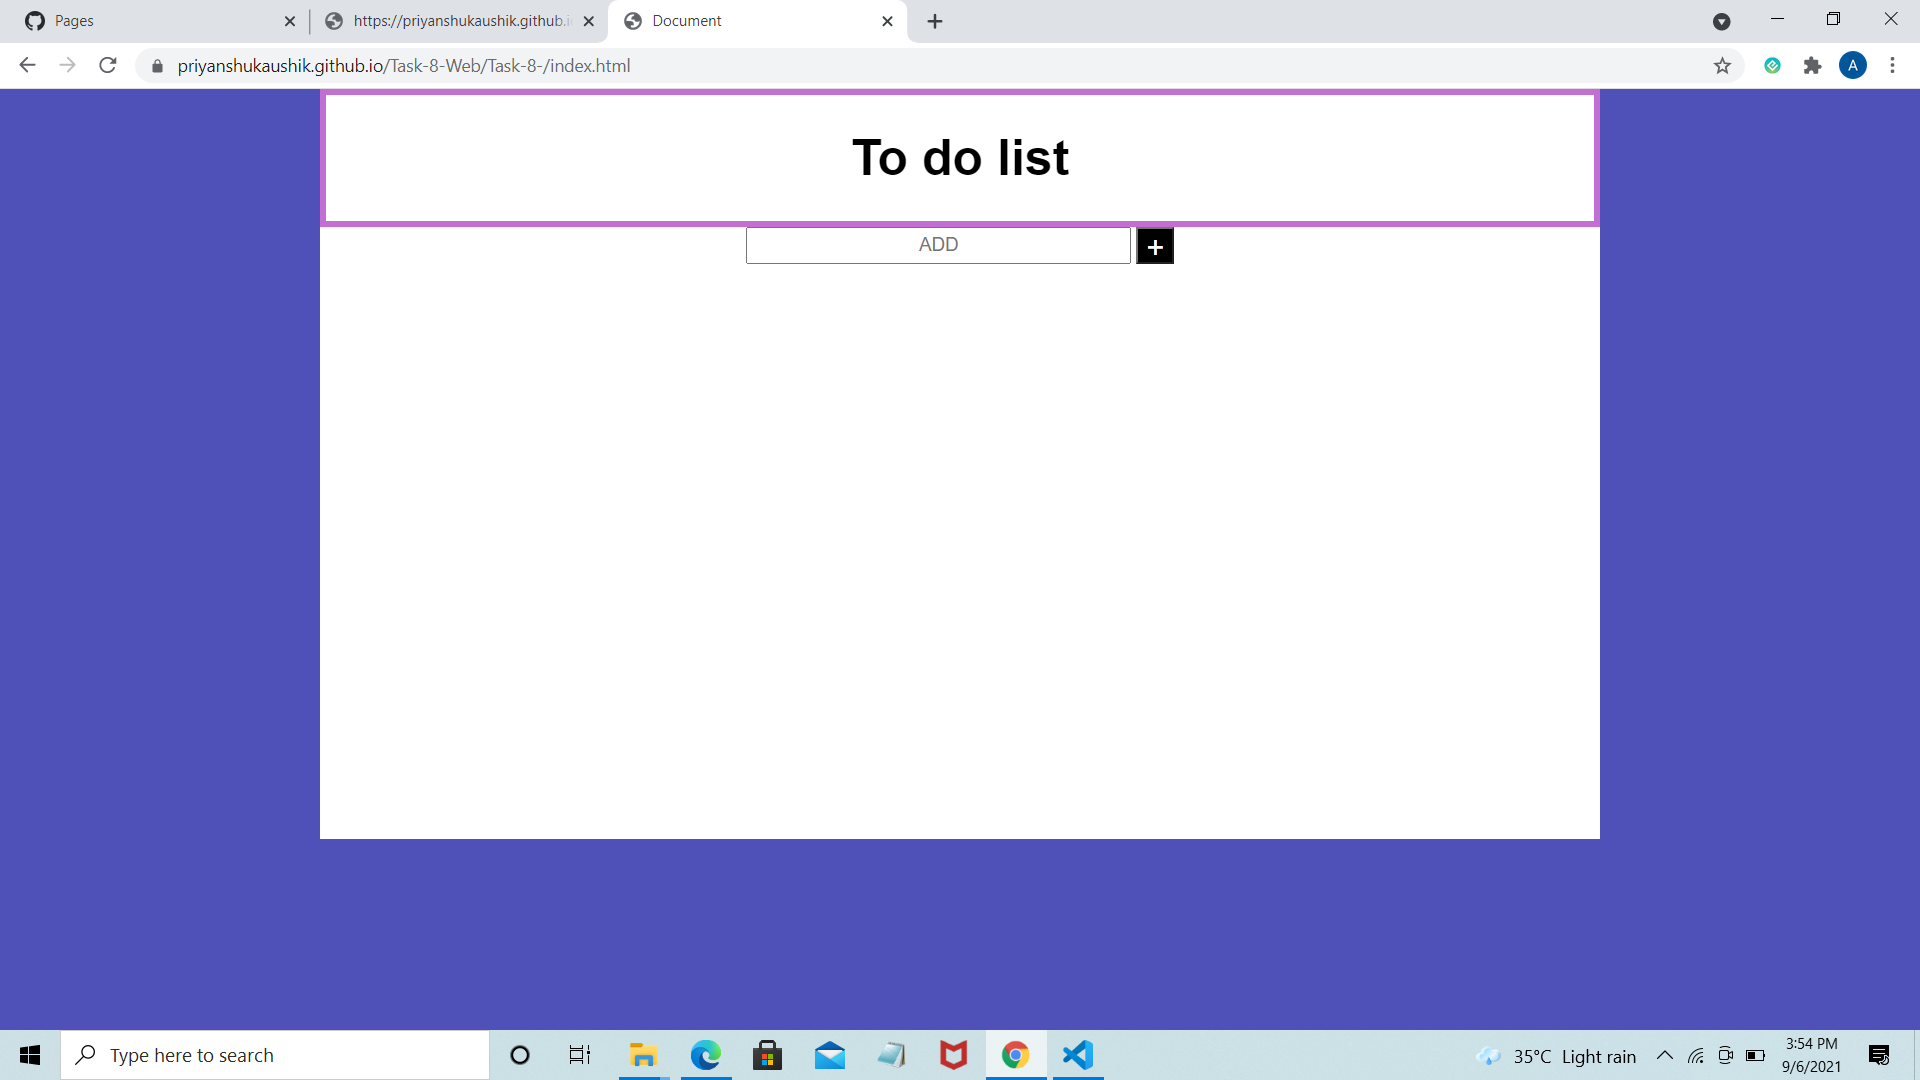 Pages
https://priyanshukaushik.github.i
Document
priyanshukaushik.github.io/Task-8-Web/Task-8-/index.html
A
To do list
ADD
+
Type here to search
35°C Light rain
3:54 PM
9/6/2021